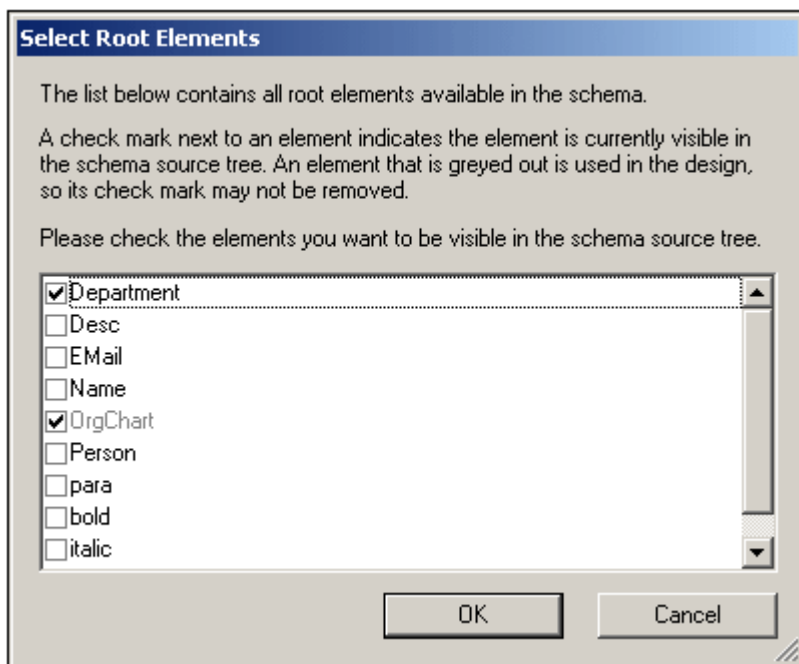 Select Root Elements
The list below contains all root elements available in the schema.
A check mark next to an element indicates the element is currently visible in
the schema source tree. An element that is greyed out is used in the design,
so its check mark may not be removed.
Please check the elements you want to be visible in the schema source tree.
Department
Desc
EMail
Name
OrgChart
Person
para
bold
italic
OK
Cancel